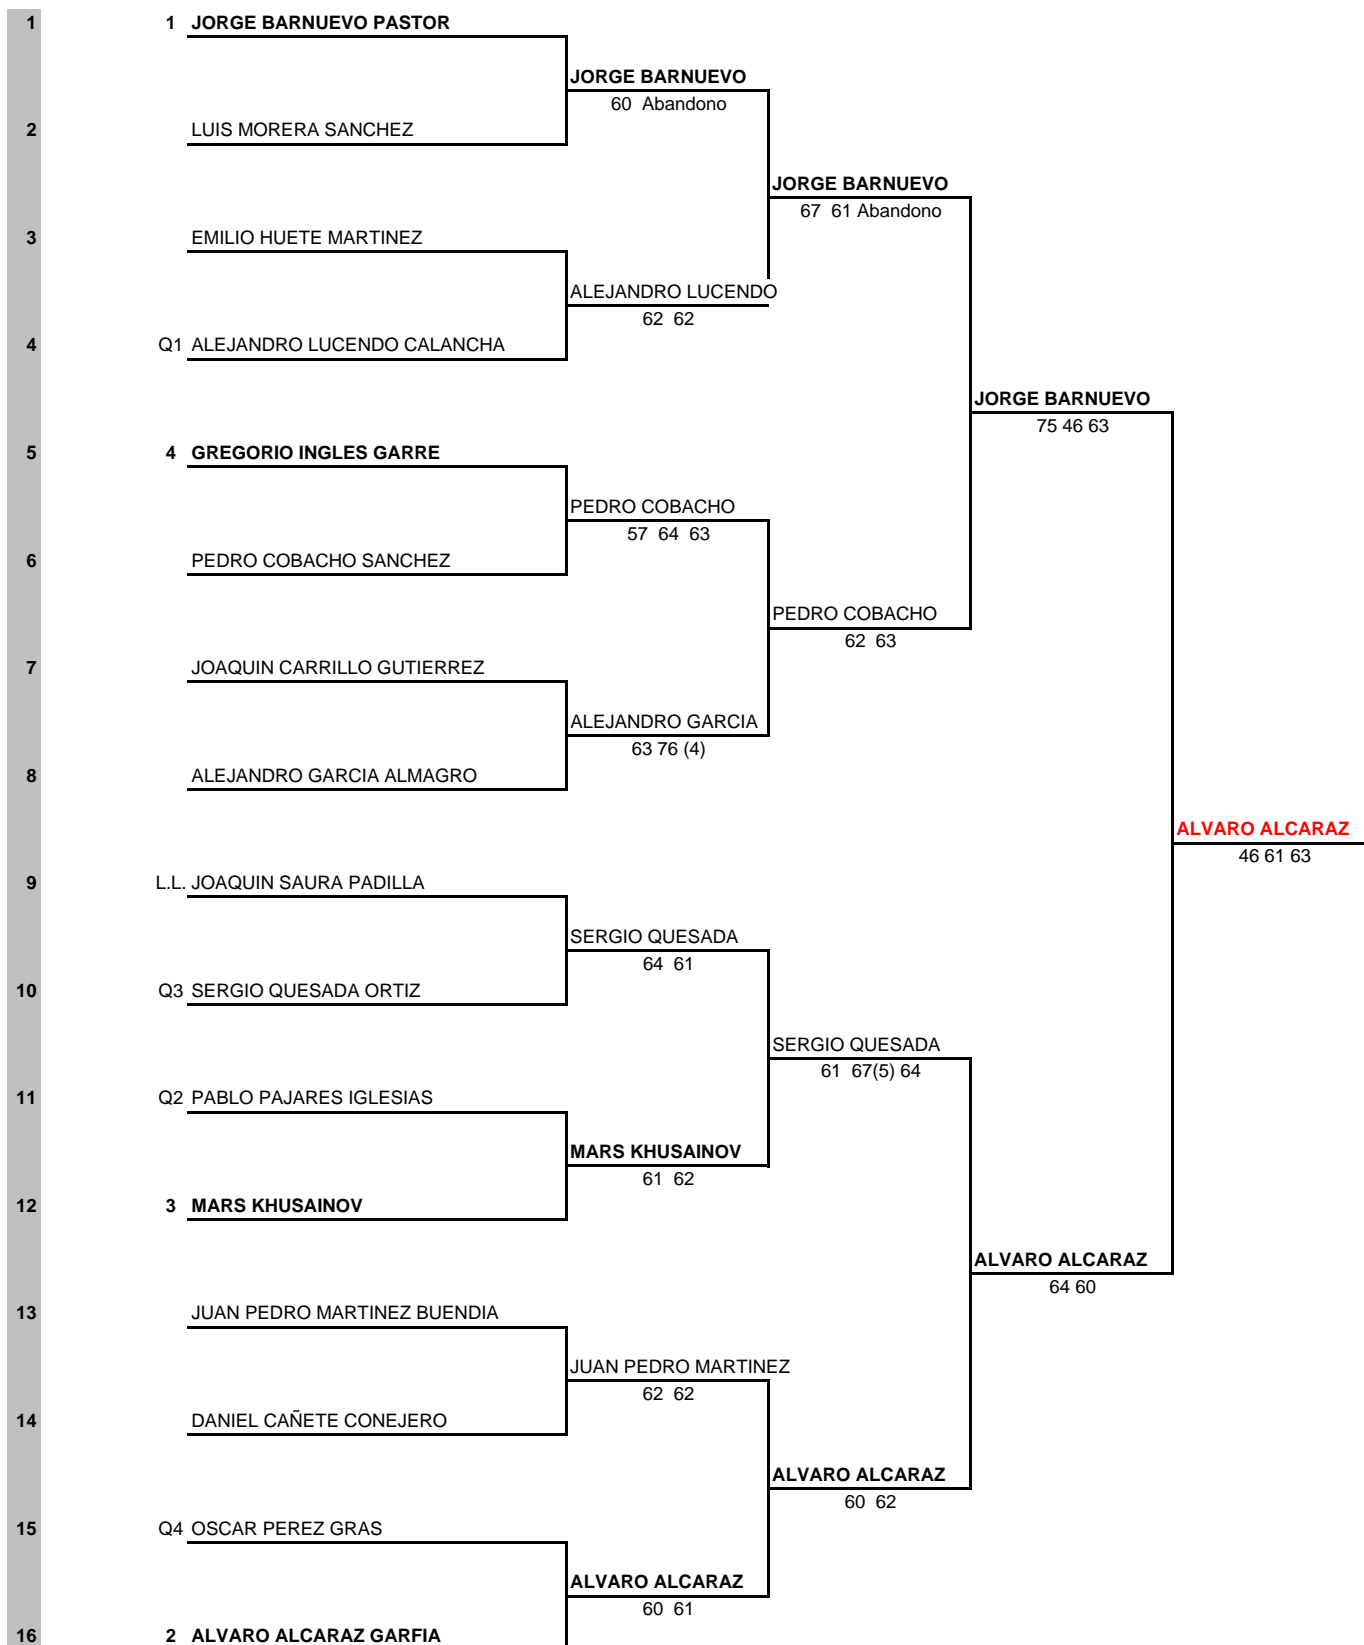 1 1 JORGE BARNUEVO PASTOR
JORGE BARNUEVO
60 Abandono
2 LUIS MORERA SANCHEZ
JORGE BARNUEVO
67 61 Abandono
3 EMILIO HUETE MARTINEZ
ALEJANDRO LUCENDO
62 62
4 Q1 ALEJANDRO LUCENDO CALANCHA
JORGE BARNUEVO
75 46 63
5 4 GREGORIO INGLES GARRE
PEDRO COBACHO
57 64 63
6 PEDRO COBACHO SANCHEZ
PEDRO COBACHO
62 63
7 JOAQUIN CARRILLO GUTIERREZ
ALEJANDRO GARCIA
63 76 (4)
8 ALEJANDRO GARCIA ALMAGRO
ALVARO ALCARAZ
46 61 63
9 L.L. JOAQUIN SAURA PADILLA
SERGIO QUESADA
64 61
10 Q3 SERGIO QUESADA ORTIZ
SERGIO QUESADA
61 67(5) 64
11 Q2 PABLO PAJARES IGLESIAS
MARS KHUSAINOV
61 62
12 3 MARS KHUSAINOV
ALVARO ALCARAZ
64 60
13 JUAN PEDRO MARTINEZ BUENDIA
JUAN PEDRO MARTINEZ
62 62
14 DANIEL CAÑETE CONEJERO
ALVARO ALCARAZ
60 62
15 Q4 OSCAR PEREZ GRAS
ALVARO ALCARAZ
60 61
16 2 ALVARO ALCARAZ GARFIA